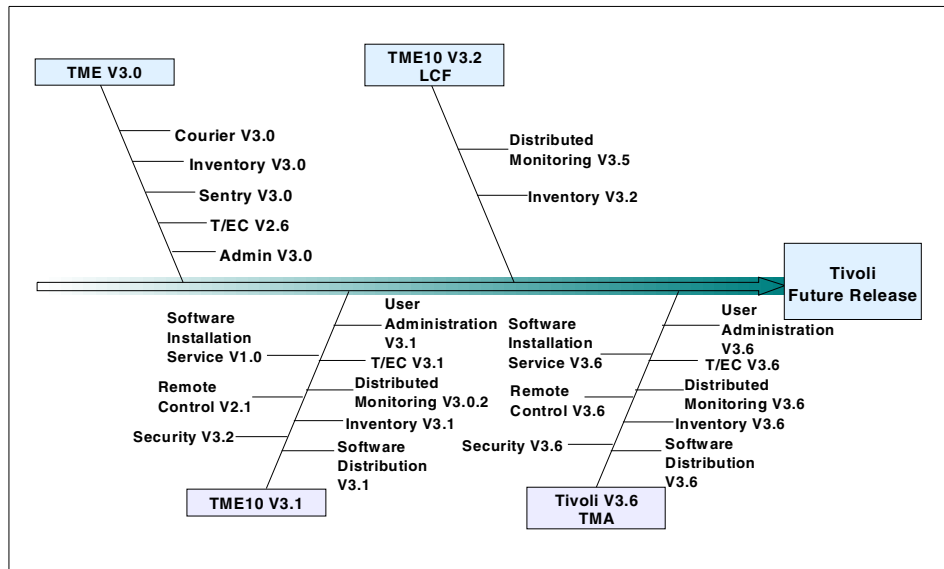 TME V3.0
Courier V3.0
Inventory V3.0
Sentry V3.0
T/EC V2.6
Admin V3.0
TME10 V3.2
LCF
Distributed
Monitoring V3.5
Inventory V3.2
Tivoli
Future Release
Software
Installation
Service V1.0
Remote
Control V2.1
Security V3.2
User
Administration
V3.1
T/EC V3.1
Distributed
Monitoring V3.0.2
Inventory V3.1
Software
Distribution
V3.1
TME10 V3.1
Software
Installation
Service V3.6
Remote
Control V3.6
Security V3.6
User
Administration
V3.6
T/EC V3.6
Distributed
Monitoring V3.6
Inventory V3.6
Software
Distribution
V3.6
Tivoli V3.6
TMA